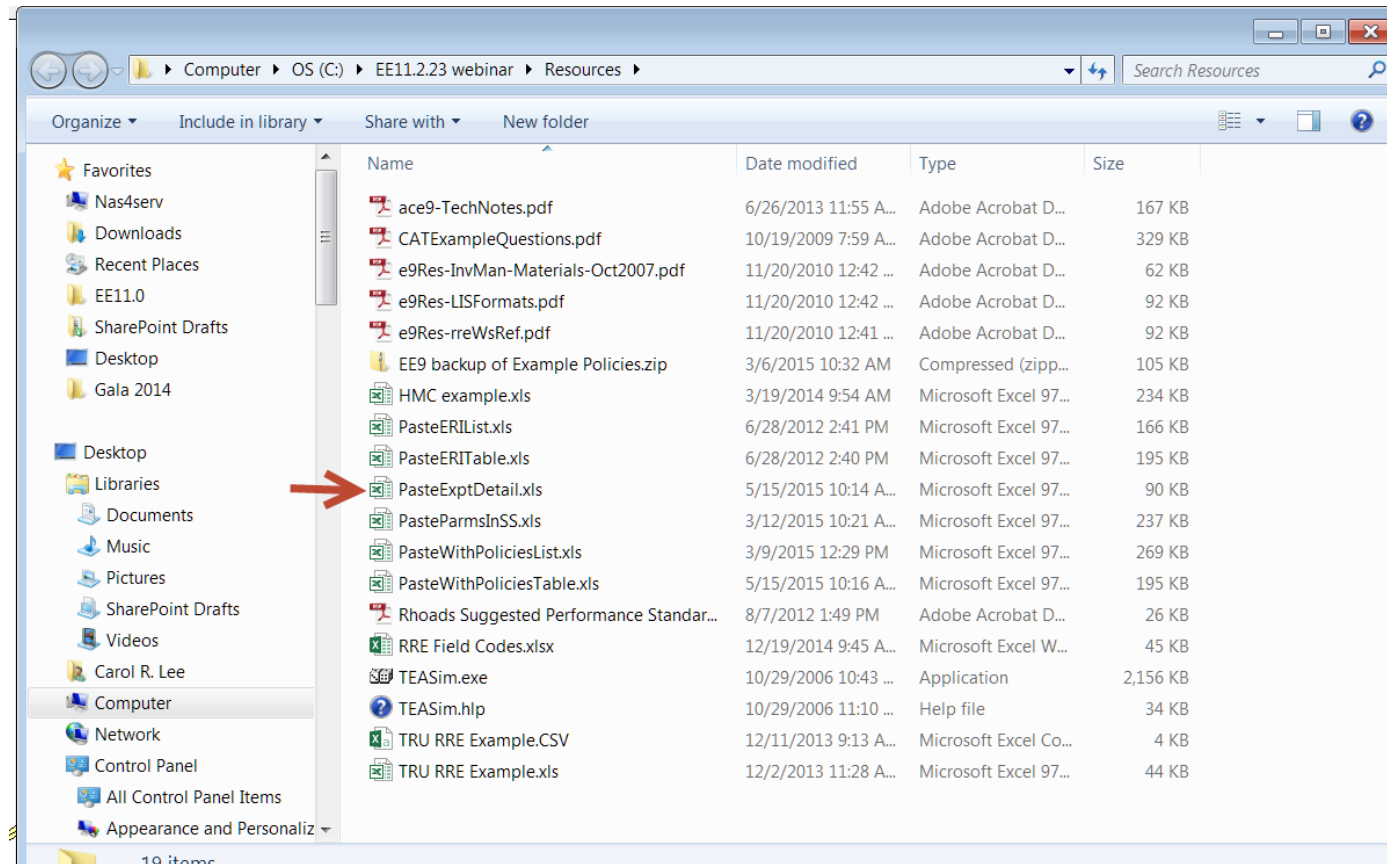 Computer OS (C:) EE11.2.23 webinar Resources Search Resources
Organize Include in library Share with New folder
Name Date modified Type Size
Favorites
Nas4serv
Downloads
Recent Places
EE11.0
SharePoint Drafts
Desktop
Gala 2014
Desktop
Libraries
Documents
Music
Pictures
SharePoint Drafts
Videos
Carol R. Lee
Computer
Network
Control Panel
All Control Panel Items
Appearance and Personaliz
ace9-TechNotes.pdf 6/26/2013 11:55 A... Adobe Acrobat D... 167 KB
CATExampleQuestions.pdf 10/19/2009 7:59 A... Adobe Acrobat D... 329 KB
e9Res-InvMan-Materials-Oct2007.pdf 11/20/2010 12:42 ... Adobe Acrobat D... 62 KB
e9Res-LISFormats.pdf 11/20/2010 12:42 ... Adobe Acrobat D... 92 KB
e9Res-rreWsRef.pdf 11/20/2010 12:41 ... Adobe Acrobat D... 92 KB
EE9 backup of Example Policies.zip 3/6/2015 10:32 AM Compressed (zipp... 105 KB
HMC example.xls 3/19/2014 9:54 AM Microsoft Excel 97... 234 KB
PasteERIList.xls 6/28/2012 2:41 PM Microsoft Excel 97... 166 KB
PasteERITable.xls 6/28/2012 2:40 PM Microsoft Excel 97... 195 KB
PasteExptDetail.xls 5/15/2015 10:14 A... Microsoft Excel 97... 90 KB
PasteParmsInSS.xls 3/12/2015 10:21 A... Microsoft Excel 97... 237 KB
PasteWithPoliciesList.xls 3/9/2015 12:29 PM Microsoft Excel 97... 269 KB
PasteWithPoliciesTable.xls 5/15/2015 10:16 A... Microsoft Excel 97... 195 KB
Rhoads Suggested Performance Standar... 8/7/2012 1:49 PM Adobe Acrobat D... 26 KB
RRE Field Codes.xlsx 12/19/2014 9:45 A... Microsoft Excel W... 45 KB
TEASim.exe 10/29/2006 10:43 ... Application 2,156 KB
TEASim.hlp 10/29/2006 11:10 ... Help file 34 KB
TRU RRE Example.CSV 12/11/2013 9:13 A... Microsoft Excel Co... 4 KB
TRU RRE Example.xls 12/2/2013 11:28 A... Microsoft Excel 97... 44 KB
19 items